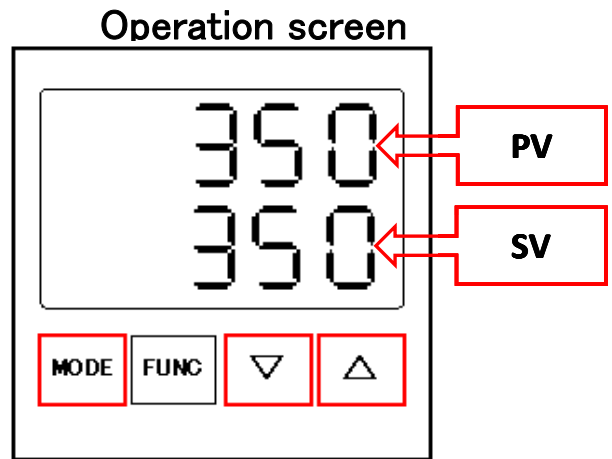 Operation screen
350
PV
350
SV
MODE
FUNC
▽
△